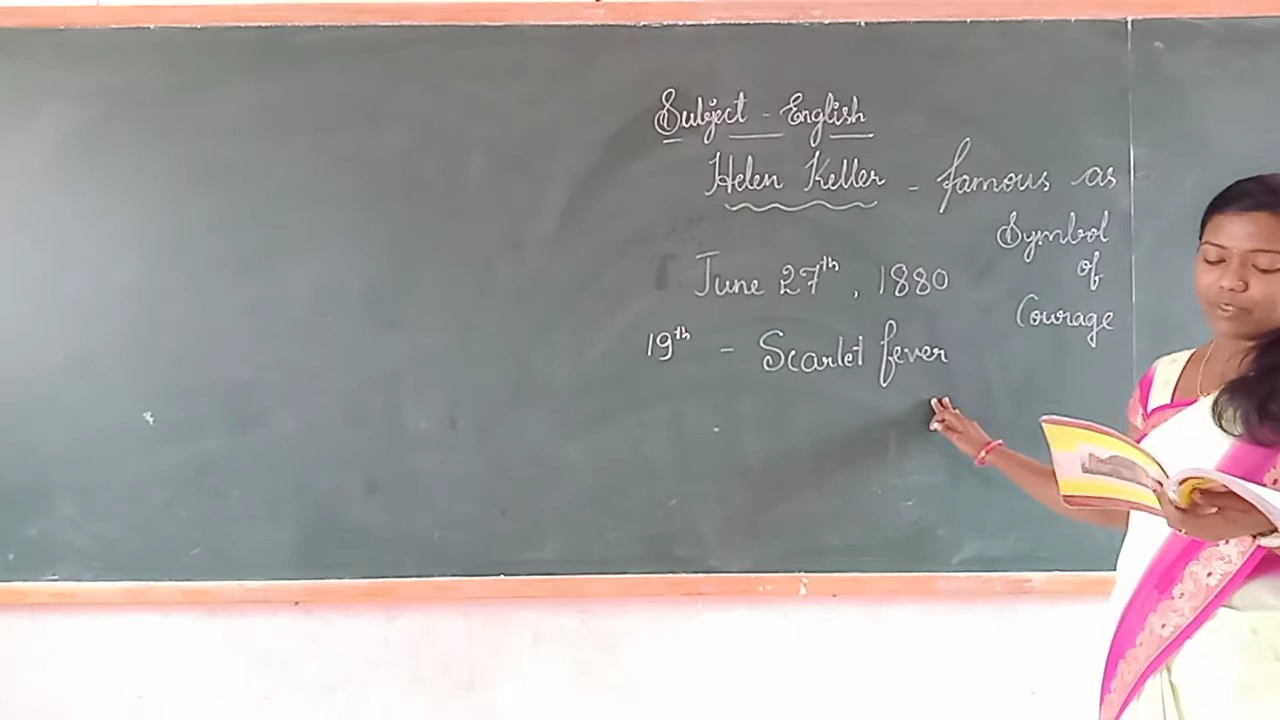 Subject - English
Helen Keller - famous as
Symbol
of
Courage
June 27th, 1880
19th - Scarlet fever